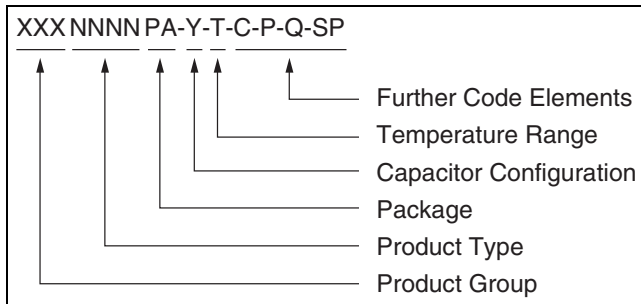 XXX NNNN PA-Y-T-C-P-Q-SP
Further Code Elements
Temperature Range
Capacitor Configuration
Package
Product Type
Product Group